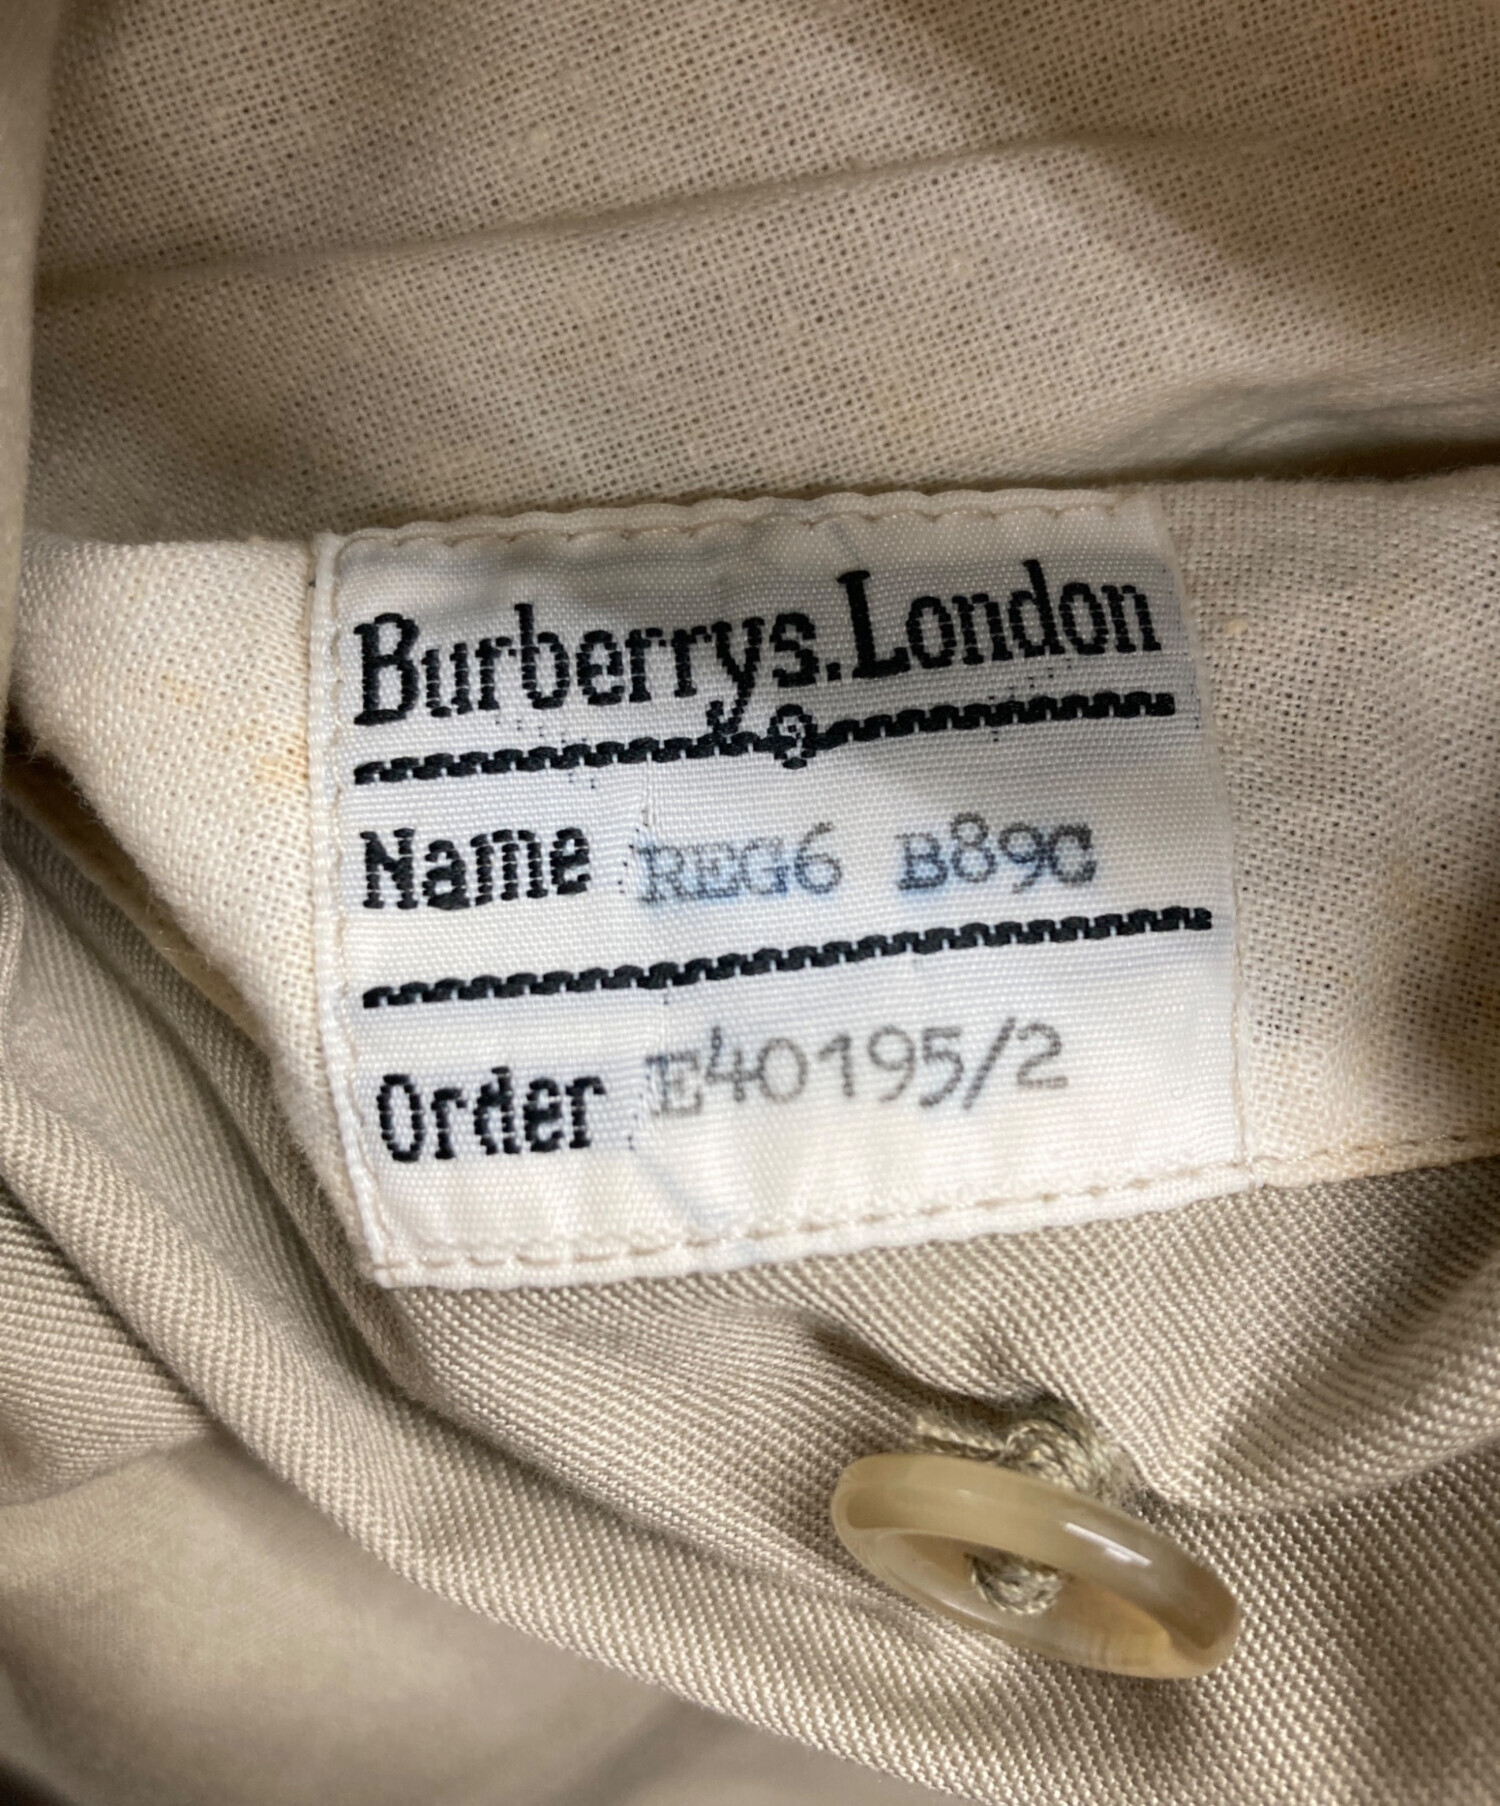 Burberrys.London
Name REG6 B89C
Order E40195/2